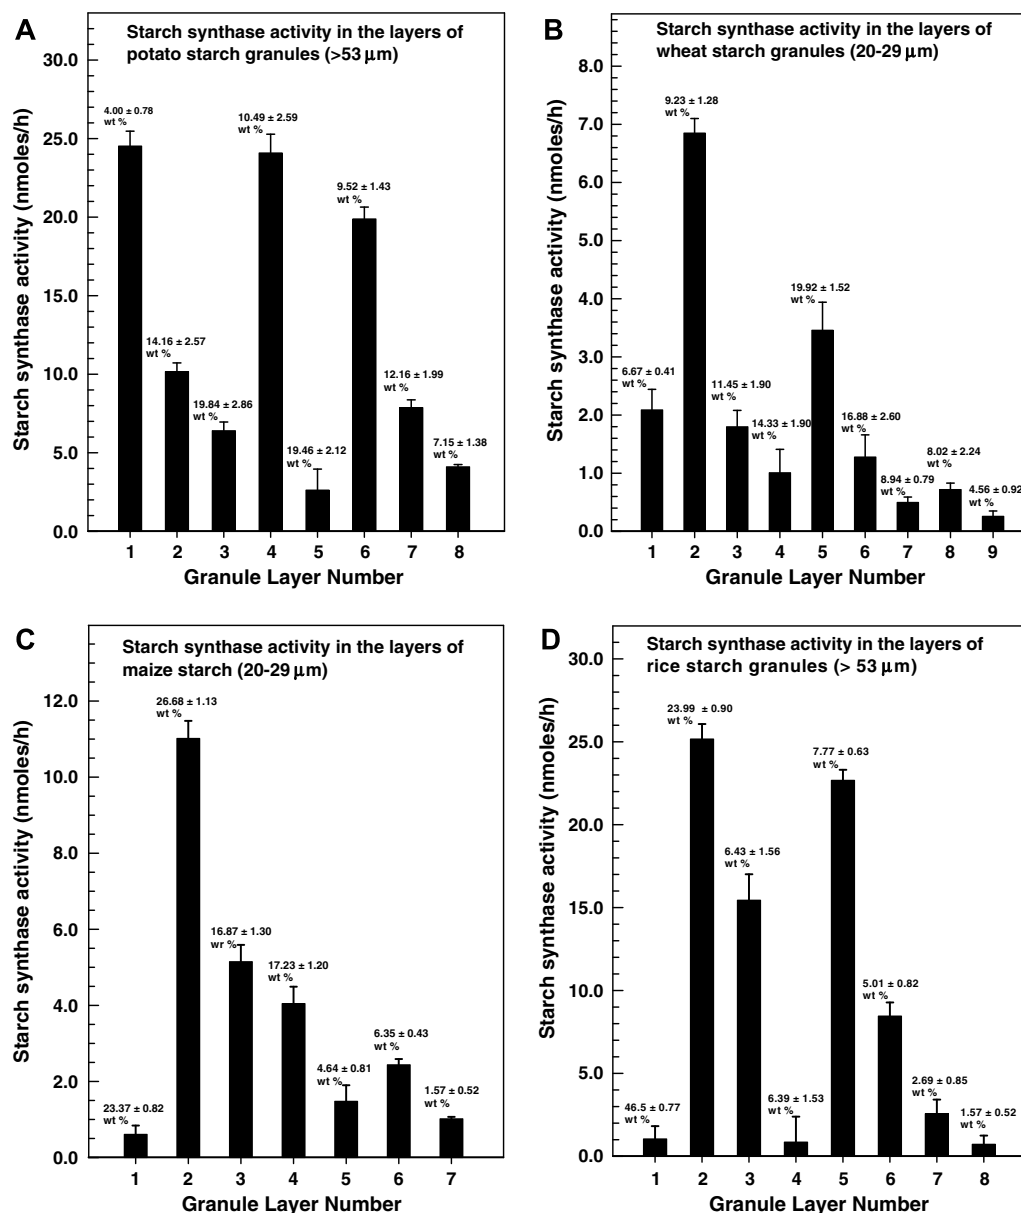 A
Starch synthase activity in the layers of
potato starch granules (>53 μm)
Starch synthase activity (nmoles/h)
30.0
25.0
20.0
15.0
10.0
5.0
0.0
4.00 ± 0.78
wt %
14.16 ± 2.57
wt %
19.84 ± 2.86
wt %
10.49 ± 2.59
wt %
19.46 ± 2.12
wt %
9.52 ± 1.43
wt %
12.16 ± 1.99
wt %
7.15 ± 1.38
wt %
1 2 3 4 5 6 7 8
Granule Layer Number
B
Starch synthase activity in the layers of
wheat starch granules (20-29 μm)
Starch synthase activity (nmoles/h)
8.0
7.0
6.0
5.0
4.0
3.0
2.0
1.0
0.0
6.67 ± 0.41
wt %
9.23 ± 1.28
wt %
11.45 ± 1.90
wt %
14.33 ± 1.90
wt %
19.92 ± 1.52
wt %
16.88 ± 2.60
wt %
8.94 ± 0.79
wt %
8.02 ± 2.24
wt %
4.56 ± 0.92
wt %
1 2 3 4 5 6 7 8 9
Granule Layer Number
C
Starch synthase activity in the layers of
maize starch (20-29 μm)
Starch synthase activity (nmoles/h)
12.0
10.0
8.0
6.0
4.0
2.0
0.0
23.37 ± 0.82
wt %
26.68 ± 1.13
wt %
16.87 ± 1.30
wr %
17.23 ± 1.20
wt %
4.64 ± 0.81
wt %
6.35 ± 0.43
wt %
1.57 ± 0.52
wt %
1 2 3 4 5 6 7
Granule Layer Number
D
Starch synthase activity in the layers of
rice starch granules (> 53 μm)
Starch synthase activity (nmoles/h)
30.0
25.0
20.0
15.0
10.0
5.0
0.0
46.5 ± 0.77
wt %
23.99 ± 0.90
wt %
6.43 ± 1.56
wt %
6.39 ± 1.53
wt %
7.77 ± 0.63
wt %
5.01 ± 0.82
wt %
2.69 ± 0.85
wt %
1.57 ± 0.52
wt %
1 2 3 4 5 6 7 8
Granule Layer Number